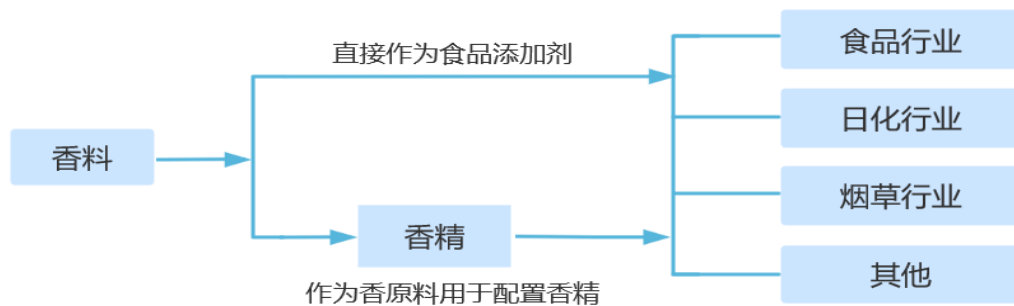 香料
直接作为食品添加剂
香精
作为香原料用于配置香精
食品行业
日化行业
烟草行业
其他